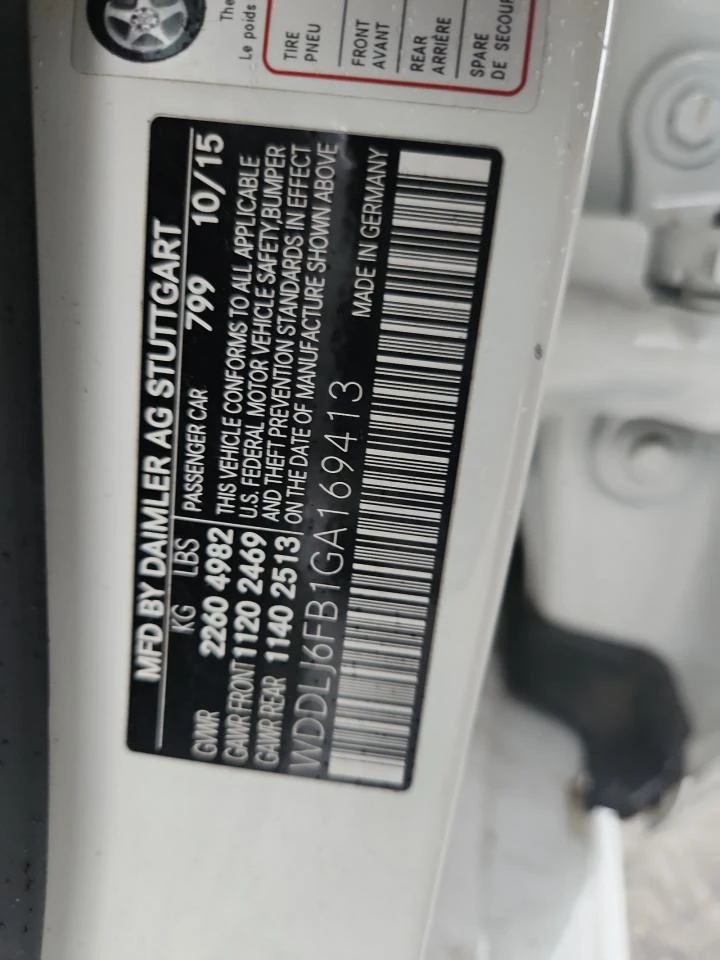 The
Le poids
TIRE
PNEU
FRONT
AVANT
REAR
ARRIÈRE
SPARE
DE SECOUR
MFD BY DAIMLER AG STUTTGART
KG LBS PASSENGER CAR 799 10/15
GVWR 2260 4982 THIS VEHICLE CONFORMS TO ALL APPLICABLE
GAWR FRONT 1120 2469 U.S. FEDERAL MOTOR VEHICLE SAFETY, BUMPER
GAWR REAR 1140 2513 AND THEFT PREVENTION STANDARDS IN EFFECT
ON THE DATE OF MANUFACTURE SHOWN ABOVE
WDDLJ6FB1GA169413 MADE IN GERMANY